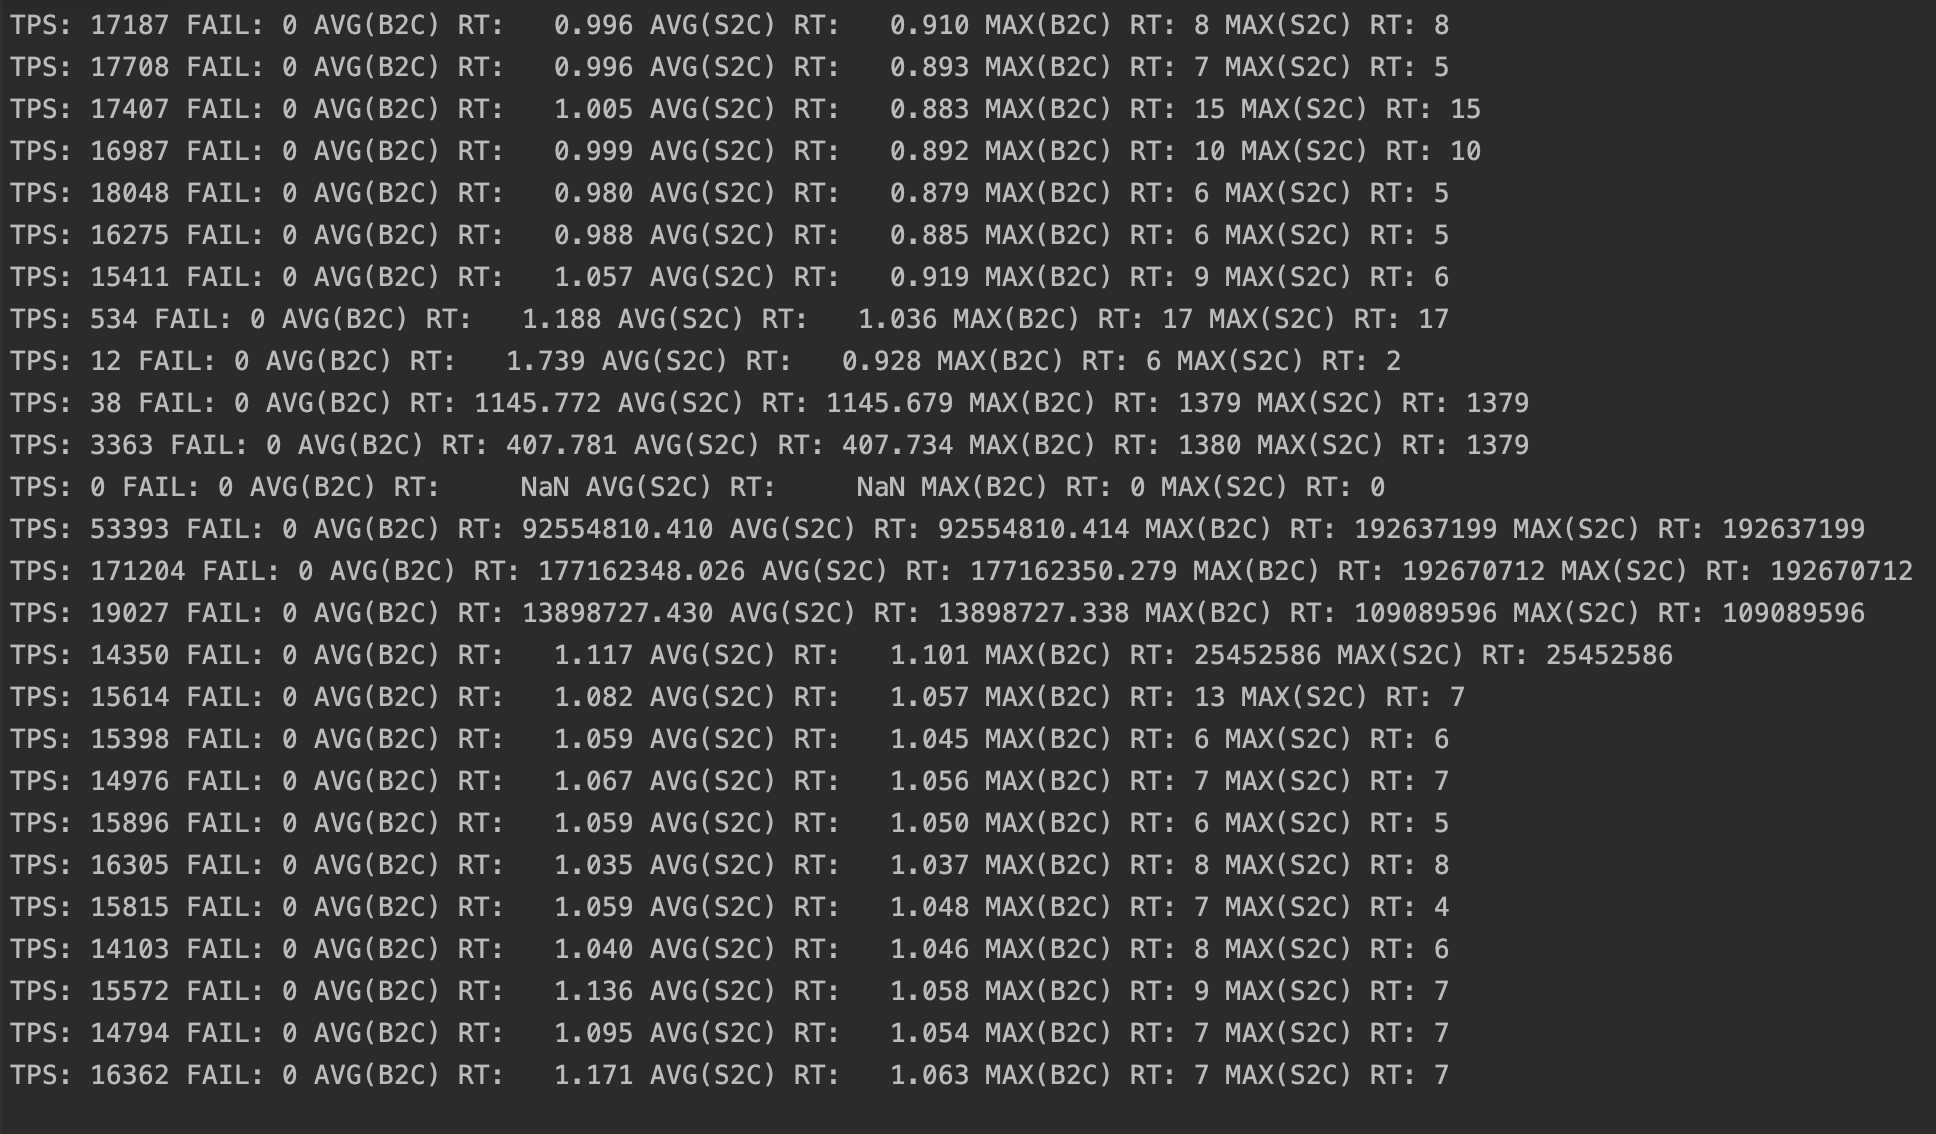 TPS: 17187 FAIL: 0 AVG(B2C) RT:   0.996 AVG(S2C) RT:   0.910 MAX(B2C) RT: 8 MAX(S2C) RT: 8
TPS: 17708 FAIL: 0 AVG(B2C) RT:   0.996 AVG(S2C) RT:   0.893 MAX(B2C) RT: 7 MAX(S2C) RT: 5
TPS: 17407 FAIL: 0 AVG(B2C) RT:   1.005 AVG(S2C) RT:   0.883 MAX(B2C) RT: 15 MAX(S2C) RT: 15
TPS: 16987 FAIL: 0 AVG(B2C) RT:   0.999 AVG(S2C) RT:   0.892 MAX(B2C) RT: 10 MAX(S2C) RT: 10
TPS: 18048 FAIL: 0 AVG(B2C) RT:   0.980 AVG(S2C) RT:   0.879 MAX(B2C) RT: 6 MAX(S2C) RT: 5
TPS: 16275 FAIL: 0 AVG(B2C) RT:   0.988 AVG(S2C) RT:   0.885 MAX(B2C) RT: 6 MAX(S2C) RT: 5
TPS: 15411 FAIL: 0 AVG(B2C) RT:   1.057 AVG(S2C) RT:   0.919 MAX(B2C) RT: 9 MAX(S2C) RT: 6
TPS: 534 FAIL: 0 AVG(B2C) RT:   1.188 AVG(S2C) RT:   1.036 MAX(B2C) RT: 17 MAX(S2C) RT: 17
TPS: 12 FAIL: 0 AVG(B2C) RT:   1.739 AVG(S2C) RT:   0.928 MAX(B2C) RT: 6 MAX(S2C) RT: 2
TPS: 38 FAIL: 0 AVG(B2C) RT: 1145.772 AVG(S2C) RT: 1145.679 MAX(B2C) RT: 1379 MAX(S2C) RT: 1379
TPS: 3363 FAIL: 0 AVG(B2C) RT: 407.781 AVG(S2C) RT: 407.734 MAX(B2C) RT: 1380 MAX(S2C) RT: 1379
TPS: 0 FAIL: 0 AVG(B2C) RT:     NaN AVG(S2C) RT:     NaN MAX(B2C) RT: 0 MAX(S2C) RT: 0
TPS: 53393 FAIL: 0 AVG(B2C) RT: 92554810.410 AVG(S2C) RT: 92554810.414 MAX(B2C) RT: 192637199 MAX(S2C) RT: 192637199
TPS: 171204 FAIL: 0 AVG(B2C) RT: 177162348.026 AVG(S2C) RT: 177162350.279 MAX(B2C) RT: 192670712 MAX(S2C) RT: 192670712
TPS: 19027 FAIL: 0 AVG(B2C) RT: 13898727.430 AVG(S2C) RT: 13898727.338 MAX(B2C) RT: 109089596 MAX(S2C) RT: 109089596
TPS: 14350 FAIL: 0 AVG(B2C) RT:   1.117 AVG(S2C) RT:   1.101 MAX(B2C) RT: 25452586 MAX(S2C) RT: 25452586
TPS: 15614 FAIL: 0 AVG(B2C) RT:   1.082 AVG(S2C) RT:   1.057 MAX(B2C) RT: 13 MAX(S2C) RT: 7
TPS: 15398 FAIL: 0 AVG(B2C) RT:   1.059 AVG(S2C) RT:   1.045 MAX(B2C) RT: 6 MAX(S2C) RT: 6
TPS: 14976 FAIL: 0 AVG(B2C) RT:   1.067 AVG(S2C) RT:   1.056 MAX(B2C) RT: 7 MAX(S2C) RT: 7
TPS: 15896 FAIL: 0 AVG(B2C) RT:   1.059 AVG(S2C) RT:   1.050 MAX(B2C) RT: 6 MAX(S2C) RT: 5
TPS: 16305 FAIL: 0 AVG(B2C) RT:   1.035 AVG(S2C) RT:   1.037 MAX(B2C) RT: 8 MAX(S2C) RT: 8
TPS: 15815 FAIL: 0 AVG(B2C) RT:   1.059 AVG(S2C) RT:   1.048 MAX(B2C) RT: 7 MAX(S2C) RT: 4
TPS: 14103 FAIL: 0 AVG(B2C) RT:   1.040 AVG(S2C) RT:   1.046 MAX(B2C) RT: 8 MAX(S2C) RT: 6
TPS: 15572 FAIL: 0 AVG(B2C) RT:   1.136 AVG(S2C) RT:   1.058 MAX(B2C) RT: 9 MAX(S2C) RT: 7
TPS: 14794 FAIL: 0 AVG(B2C) RT:   1.095 AVG(S2C) RT:   1.054 MAX(B2C) RT: 7 MAX(S2C) RT: 7
TPS: 16362 FAIL: 0 AVG(B2C) RT:   1.171 AVG(S2C) RT:   1.063 MAX(B2C) RT: 7 MAX(S2C) RT: 7